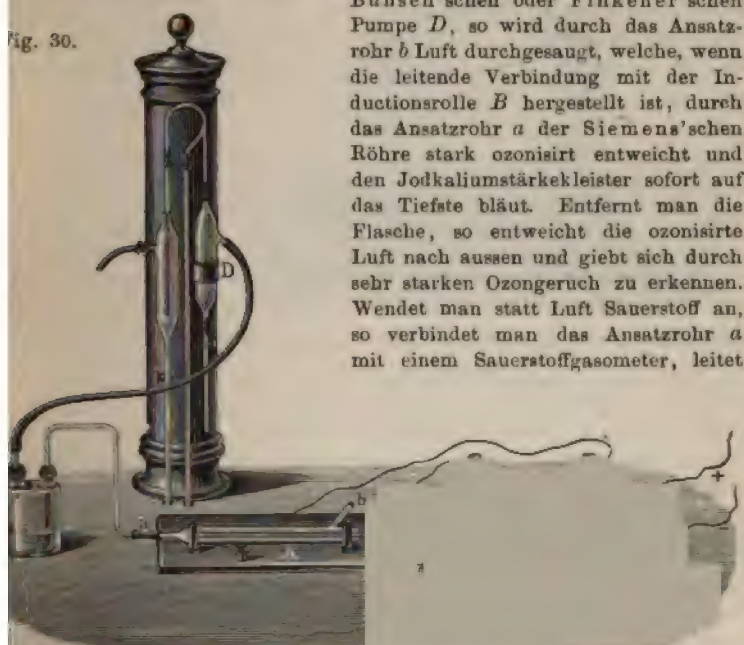 Fig. 30.
Bunsen'schen oder Finkener'schen
Pumpe D, so wird durch das Ansatz-
rohr b Luft durchgesaugt, welche, wenn
die leitende Verbindung mit der In-
ductionsrolle B hergestellt ist, durch
das Ansatzrohr a der Siemens'schen
Röhre stark ozonisirt entweicht und
den Jodkaliumstärkekleister sofort auf
das Tiefste bläut. Entfernt man die
Flasche, so entweicht die ozonisirte
Luft nach aussen und giebt sich durch
sehr starken Ozongeruch zu erkennen.
Wendet man statt Luft Sauerstoff an,
so verbindet man das Ansatzrohr a
mit einem Sauerstoffgasometer, leitet
D
+
b
a
A